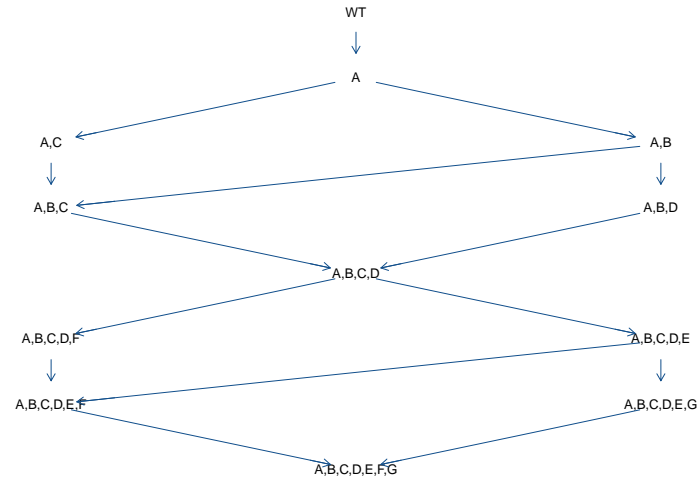 WT
A
A,C
A,B
A,B,C
A,B,D
A,B,C,D
A,B,C,D,F
A,B,C,D,E
A,B,C,D,E,F
A,B,C,D,E,G
A,B,C,D,E,F,G